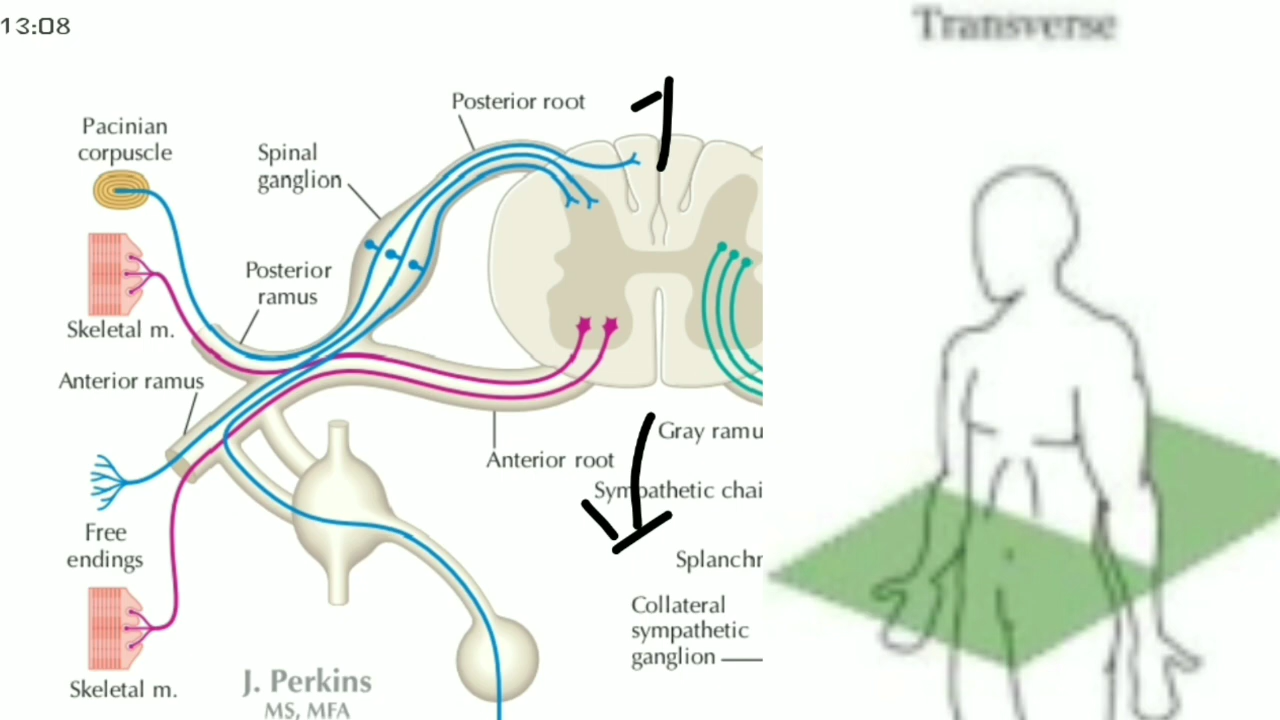 13:08
Transverse
Posterior root
Pacinian
corpuscle
Spinal
ganglion
Posterior
ramus
Skeletal m.
Anterior ramus
Gray ramu
Anterior root
Sympathetic chai
Free
endings
Splanchn
Collateral
sympathetic
ganglion
Skeletal m.
J. Perkins
MS, MFA